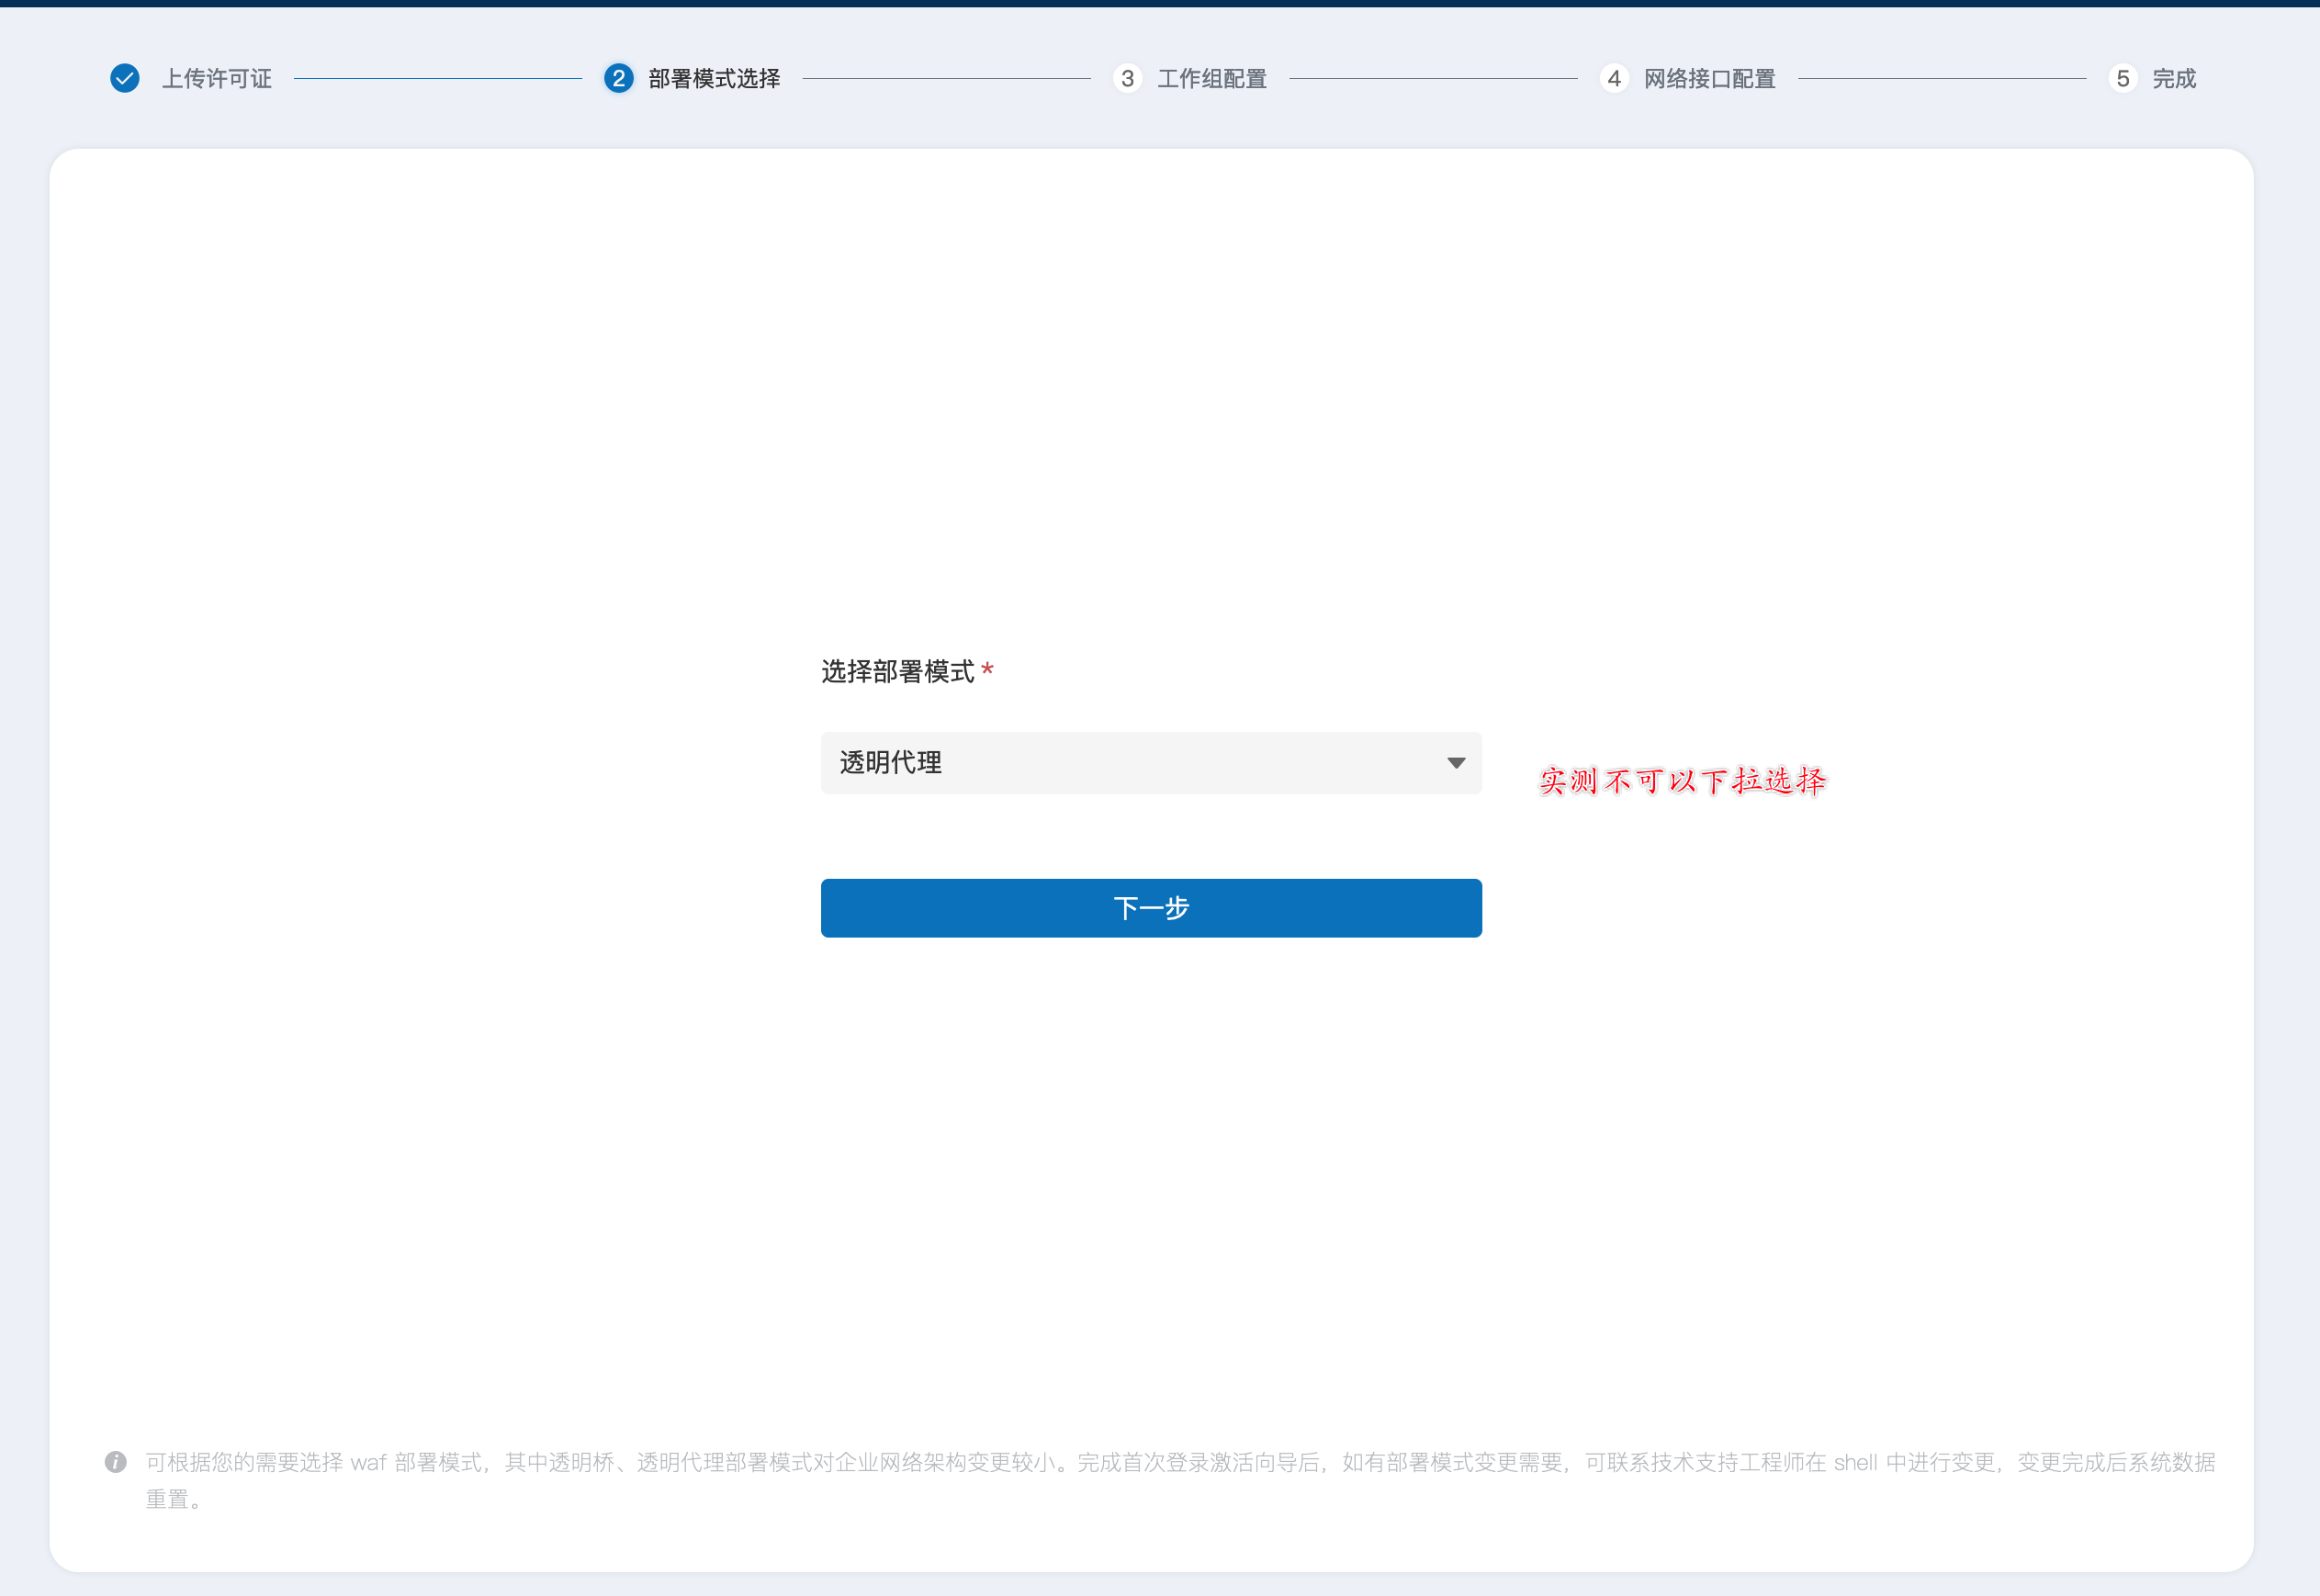 上传许可证
2 部署模式选择
3 工作组配置
4 网络接口配置
5 完成
选择部署模式 *
透明代理
实测不可以下拉选择
下一步
可根据您的需要选择 waf 部署模式，其中透明桥、透明代理部署模式对企业网络架构变更较小。完成首次登录激活向导后，如有部署模式变更需要，可联系技术支持工程师在 shell 中进行变更，变更完成后系统数据
重置。